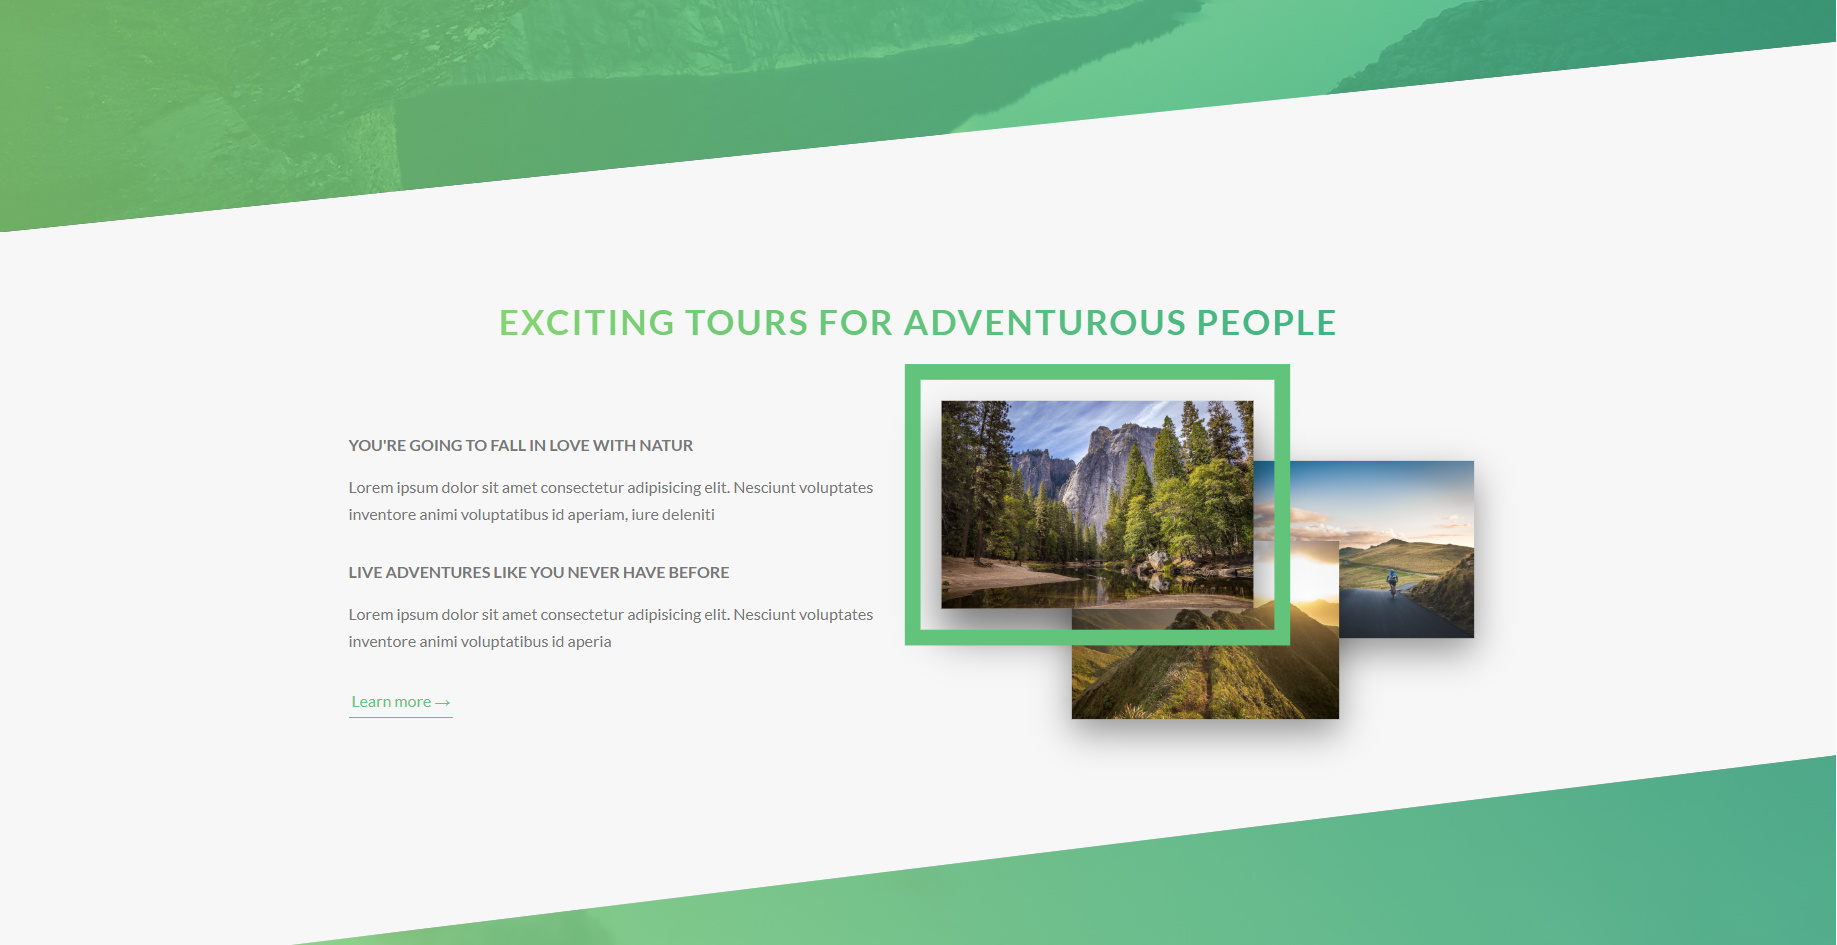 EXCITING TOURS FOR ADVENTUROUS PEOPLE
YOU'RE GOING TO FALL IN LOVE WITH NATUR
Lorem ipsum dolor sit amet consectetur adipisicing elit. Nesciunt voluptates
inventore animi voluptatibus id aperiam, iure deleniti
LIVE ADVENTURES LIKE YOU NEVER HAVE BEFORE
Lorem ipsum dolor sit amet consectetur adipisicing elit. Nesciunt voluptates
inventore animi voluptatibus id aperia
Learn more →